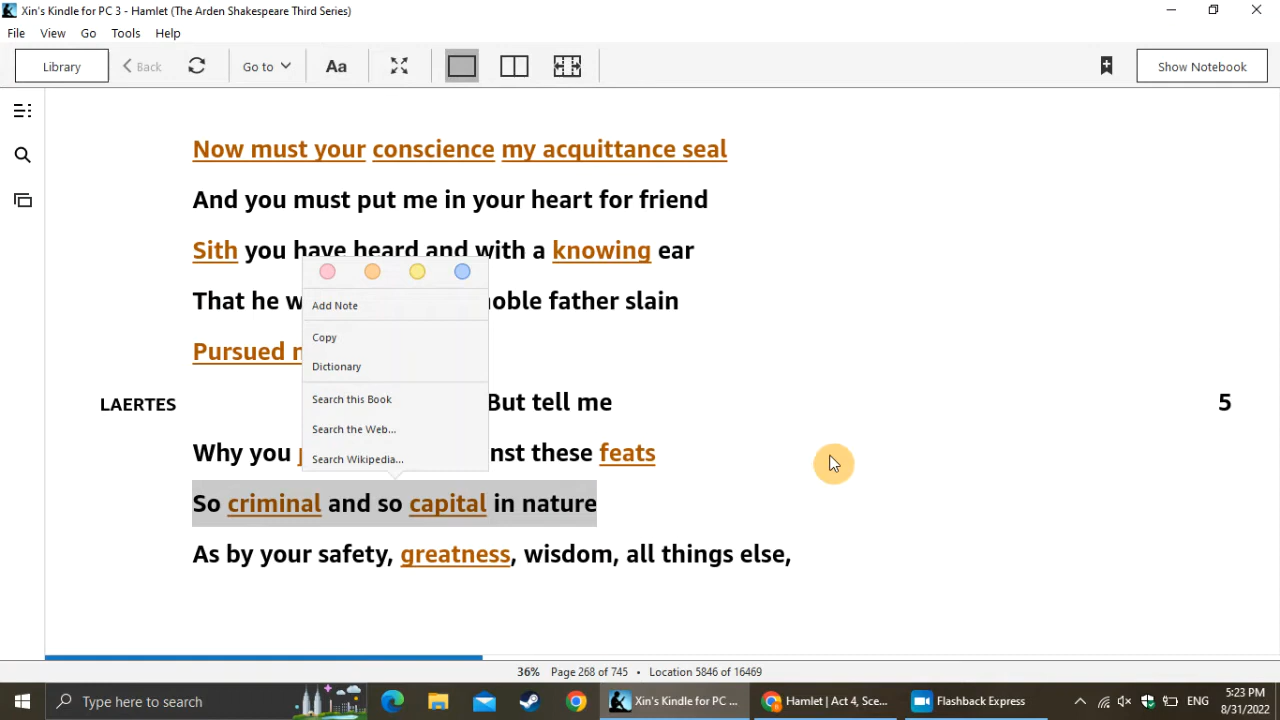 Xin's Kindle for PC 3 - Hamlet (The Arden Shakespeare Third Series)
File View Go Tools Help
Library Back Go to Aa Show Notebook
Now must your conscience my acquittance seal
And you must put me in your heart for friend
Sith you have heard and with a knowing ear
That he w noble father slain
Pursued
Add Note
Copy
Dictionary
Search this Book
Search the Web...
Search Wikipedia...
LAERTES But tell me 5
Why you nst these feats
So criminal and so capital in nature
As by your safety, greatness, wisdom, all things else,
36% Page 268 of 745 • Location 5846 of 16469
Type here to search
Xin's Kindle for PC ...
Hamlet | Act 4, Sce...
Flashback Express
ENG
5:23 PM
8/31/2022